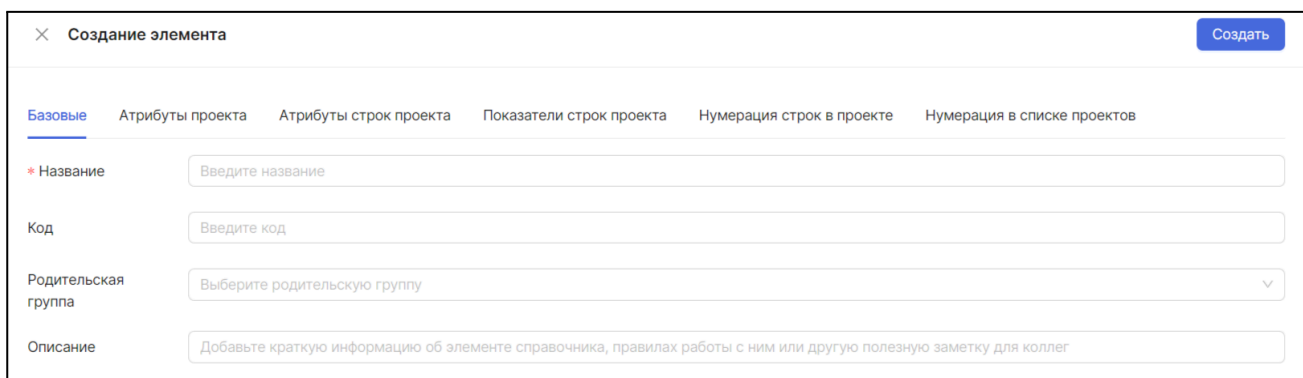 Создание элемента
Создать
Базовые Атрибуты проекта Атрибуты строк проекта Показатели строк проекта Нумерация строк в проекте Нумерация в списке проектов
* Название Введите название
Код Введите код
Родительская группа Выберите родительскую группу
Описание Добавьте краткую информацию об элементе справочника, правилах работы с ним или другую полезную заметку для коллег